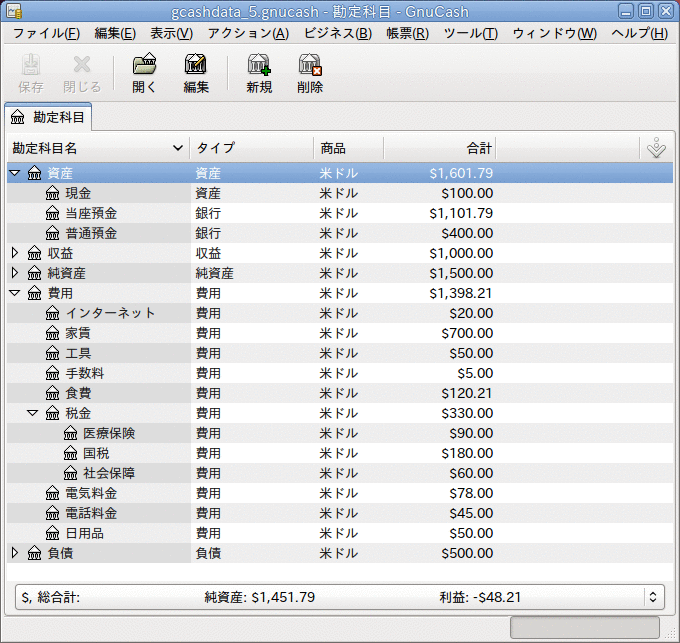 gcashdata_5.gnucash - 勘定科目 - GnuCash
ファイル(F) 編集(E) 表示(V) アクション(A) ビジネス(B) 帳票(R) ツール(T) ウィンドウ(W) ヘルプ(H)
保存 閉じる 開く 編集 新規 削除
勘定科目
勘定科目名 タイプ 商品 合計
資産 資産 米ドル $1,601.79
現金 資産 米ドル $100.00
当座預金 銀行 米ドル $1,101.79
普通預金 銀行 米ドル $400.00
収益 収益 米ドル $1,000.00
純資産 純資産 米ドル $1,500.00
費用 費用 米ドル $1,398.21
インターネット 費用 米ドル $20.00
家賃 費用 米ドル $700.00
工具 費用 米ドル $50.00
手数料 費用 米ドル $5.00
食費 費用 米ドル $120.21
税金 費用 米ドル $330.00
医療保険 費用 米ドル $90.00
国税 費用 米ドル $180.00
社会保障 費用 米ドル $60.00
電気料金 費用 米ドル $78.00
電話料金 費用 米ドル $45.00
日用品 費用 米ドル $50.00
負債 負債 米ドル $500.00
$, 総合計: 純資産: $1,451.79 利益: -$48.21